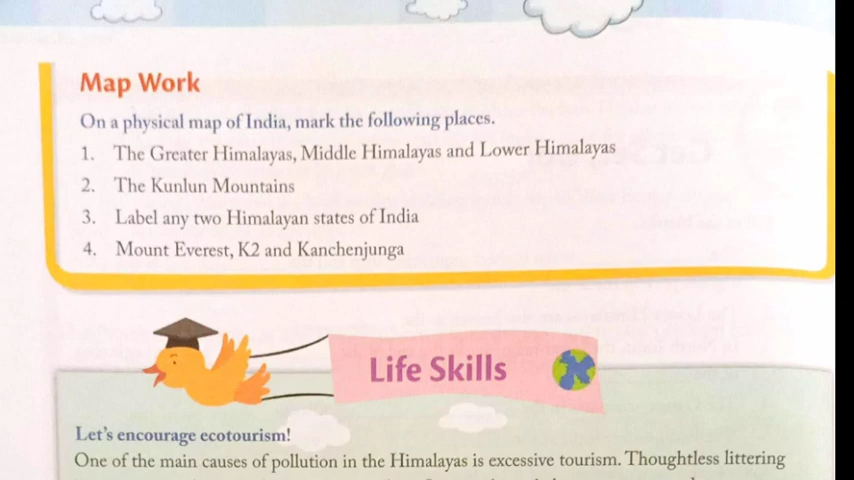 Map Work
On a physical map of India, mark the following places.
1. The Greater Himalayas, Middle Himalayas and Lower Himalayas
2. The Kunlun Mountains
3. Label any two Himalayan states of India
4. Mount Everest, K2 and Kanchenjunga
Life Skills
Let's encourage ecotourism!
One of the main causes of pollution in the Himalayas is excessive tourism. Thoughtless littering